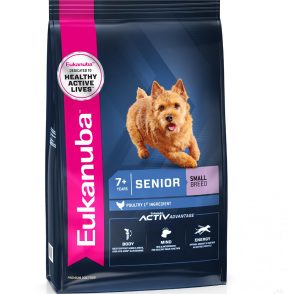 Eukanuba
DEDICATED TO
HEALTHY
ACTIVE
LIVES™
Eukanuba
7+
YEARS
SENIOR
SMALL
BREED
POULTRY 1ST INGREDIENT
ACTIV ADVANTAGE
BODY
MIND
ENERGY